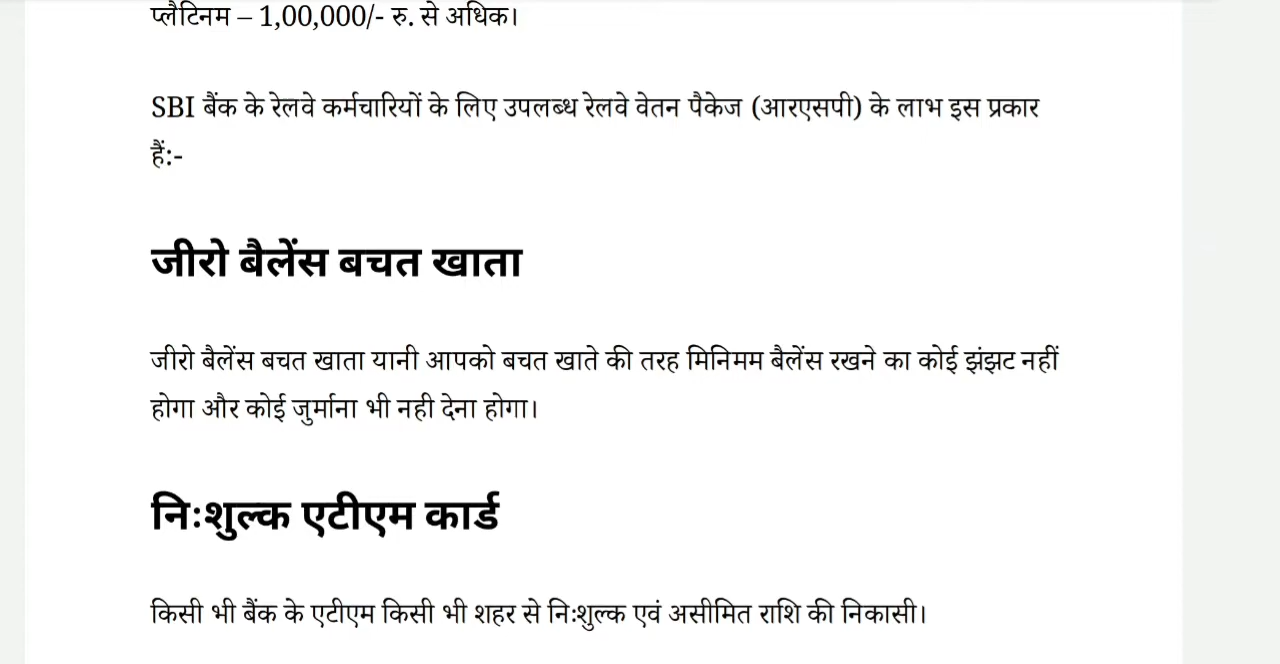 प्लैटिनम – 1,00,000/- रु. से अधिक।
SBI बैंक के रेलवे कर्मचारियों के लिए उपलब्ध रेलवे वेतन पैकेज (आरएसपी) के लाभ इस प्रकार
हैं:-
जीरो बैलेंस बचत खाता
जीरो बैलेंस बचत खाता यानी आपको बचत खाते की तरह मिनिमम बैलेंस रखने का कोई झंझट नहीं
होगा और कोई जुर्माना भी नही देना होगा।
नि:शुल्क एटीएम कार्ड
किसी भी बैंक के एटीएम किसी भी शहर से नि:शुल्क एवं असीमित राशि की निकासी।